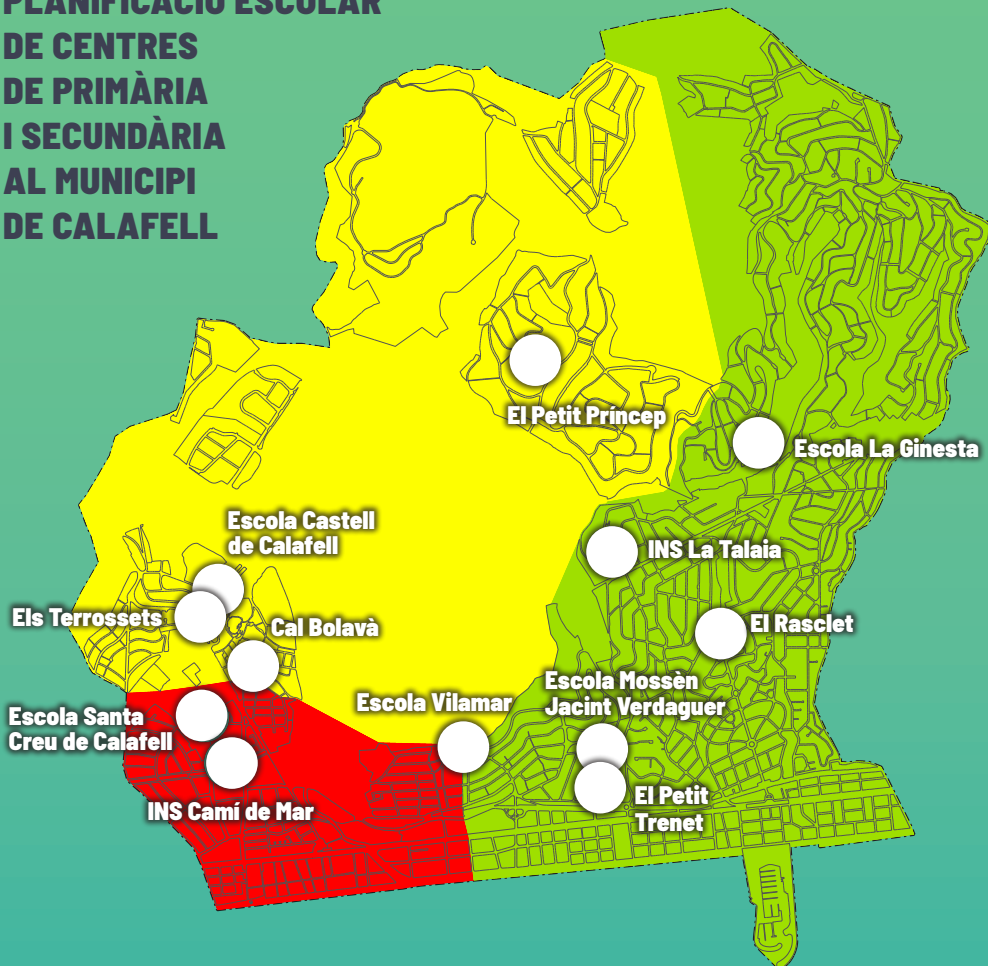 PLANIFICACIÓ ESCOLAR
DE CENTRES
DE PRIMÀRIA
I SECUNDÀRIA
AL MUNICIPI
DE CALAFELL
El Petit Príncep
Escola La Ginesta
Escola Castell
de Calafell
INS La Talaia
Els Terrossets
Cal Bolavà
El Rasclet
Escola Mossèn
Jacint Verdaguer
Escola Vilamar
Escola Santa
Creu de Calafell
INS Camí de Mar
El Petit
Trenet